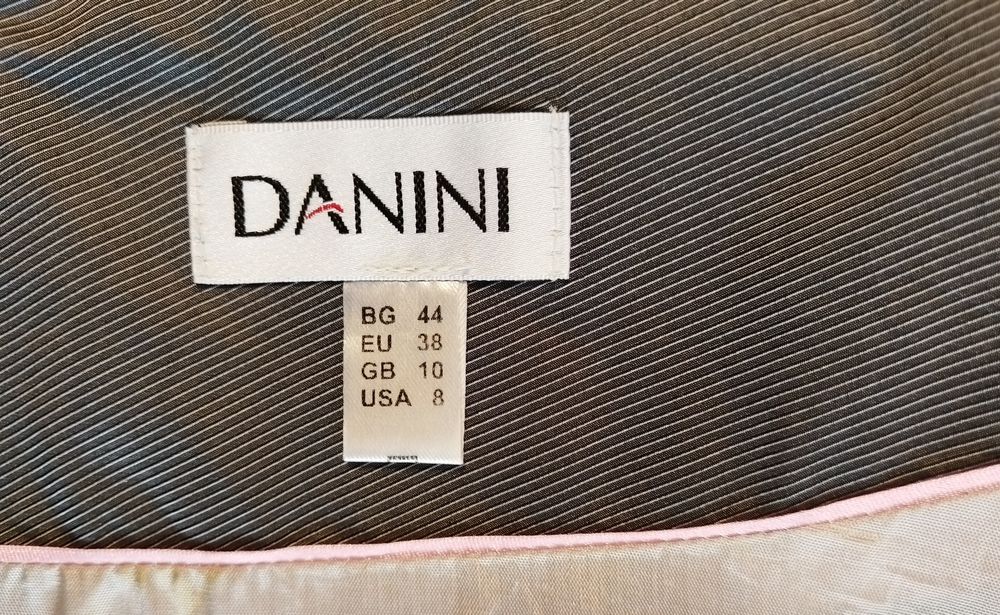 DANINI
BG 44
EU 38
GB 10
USA 8